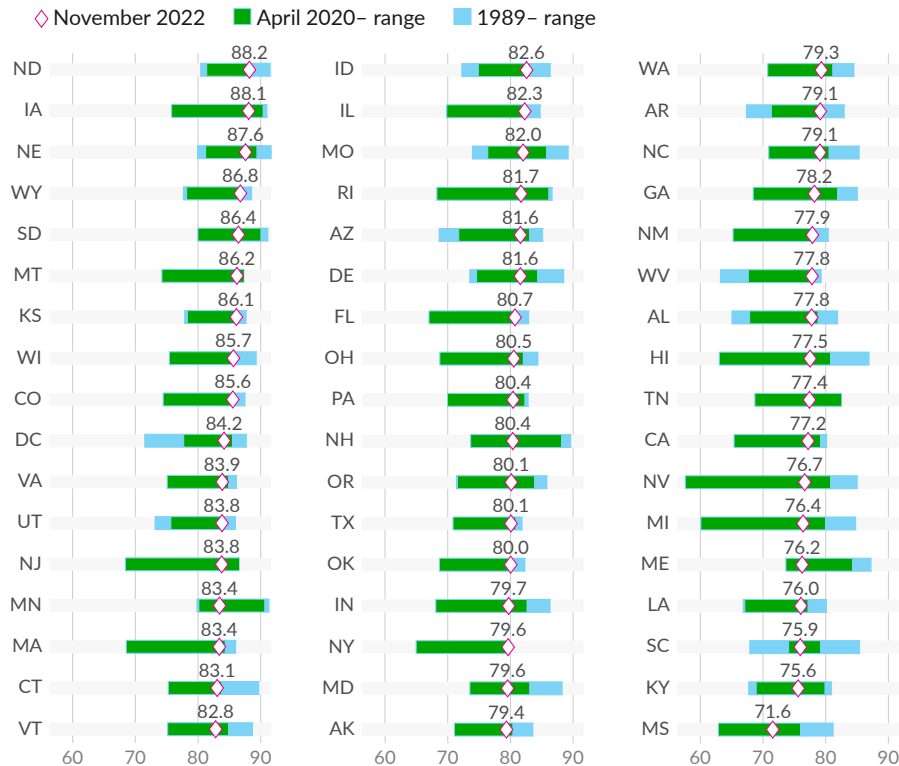 November 2022 April 2020– range 1989– range
ND 88.2
IA 88.1
NE 87.6
WY 86.8
SD 86.4
MT 86.2
KS 86.1
WI 85.7
CO 85.6
DC 84.2
VA 83.9
UT 83.8
NJ 83.8
MN 83.4
MA 83.4
CT 83.1
VT 82.8
60 70 80 90
ID 82.6
IL 82.3
MO 82.0
RI 81.7
AZ 81.6
DE 81.6
FL 80.7
OH 80.5
PA 80.4
NH 80.4
OR 80.1
TX 80.1
OK 80.0
IN 79.7
NY 79.6
MD 79.6
AK 79.4
60 70 80 90
WA 79.3
AR 79.1
NC 79.1
GA 78.2
NM 77.9
WV 77.8
AL 77.8
HI 77.5
TN 77.4
CA 77.2
NV 76.7
MI 76.4
ME 76.2
LA 76.0
SC 75.9
KY 75.6
MS 71.6
60 70 80 90